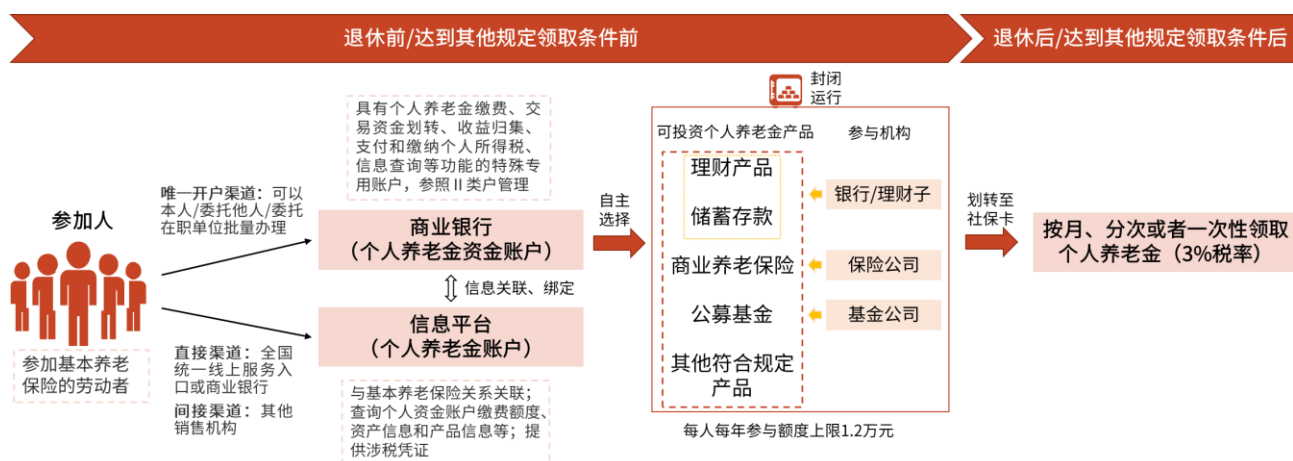 退休前/达到其他规定领取条件前
退休后/达到其他规定领取条件后
参加人
参加基本养老
保险的劳动者
唯一开户渠道：可以
本人/委托他人/委托
在职单位批量办理
直接渠道：全国
统一线上服务入
口或商业银行
间接渠道：其他
销售机构
具有个人养老金缴费、交
易资金划转、收益归集、
支付和缴纳个人所得税、
信息查询等功能的特殊专
用账户，参照Ⅱ类户管理
商业银行
（个人养老金资金账户）
信息关联、绑定
信息平台
（个人养老金账户）
与基本养老保险关系关联；
查询个人资金账户缴费额度、
资产信息和产品信息等；提
供涉税凭证
自主
选择
封闭
运行
可投资个人养老金产品
参与机构
理财产品
储蓄存款
银行/理财子
商业养老保险
保险公司
公募基金
基金公司
其他符合规定
产品
每人每年参与额度上限1.2万元
划转至
社保卡
按月、分次或者一次性领取
个人养老金（3%税率）